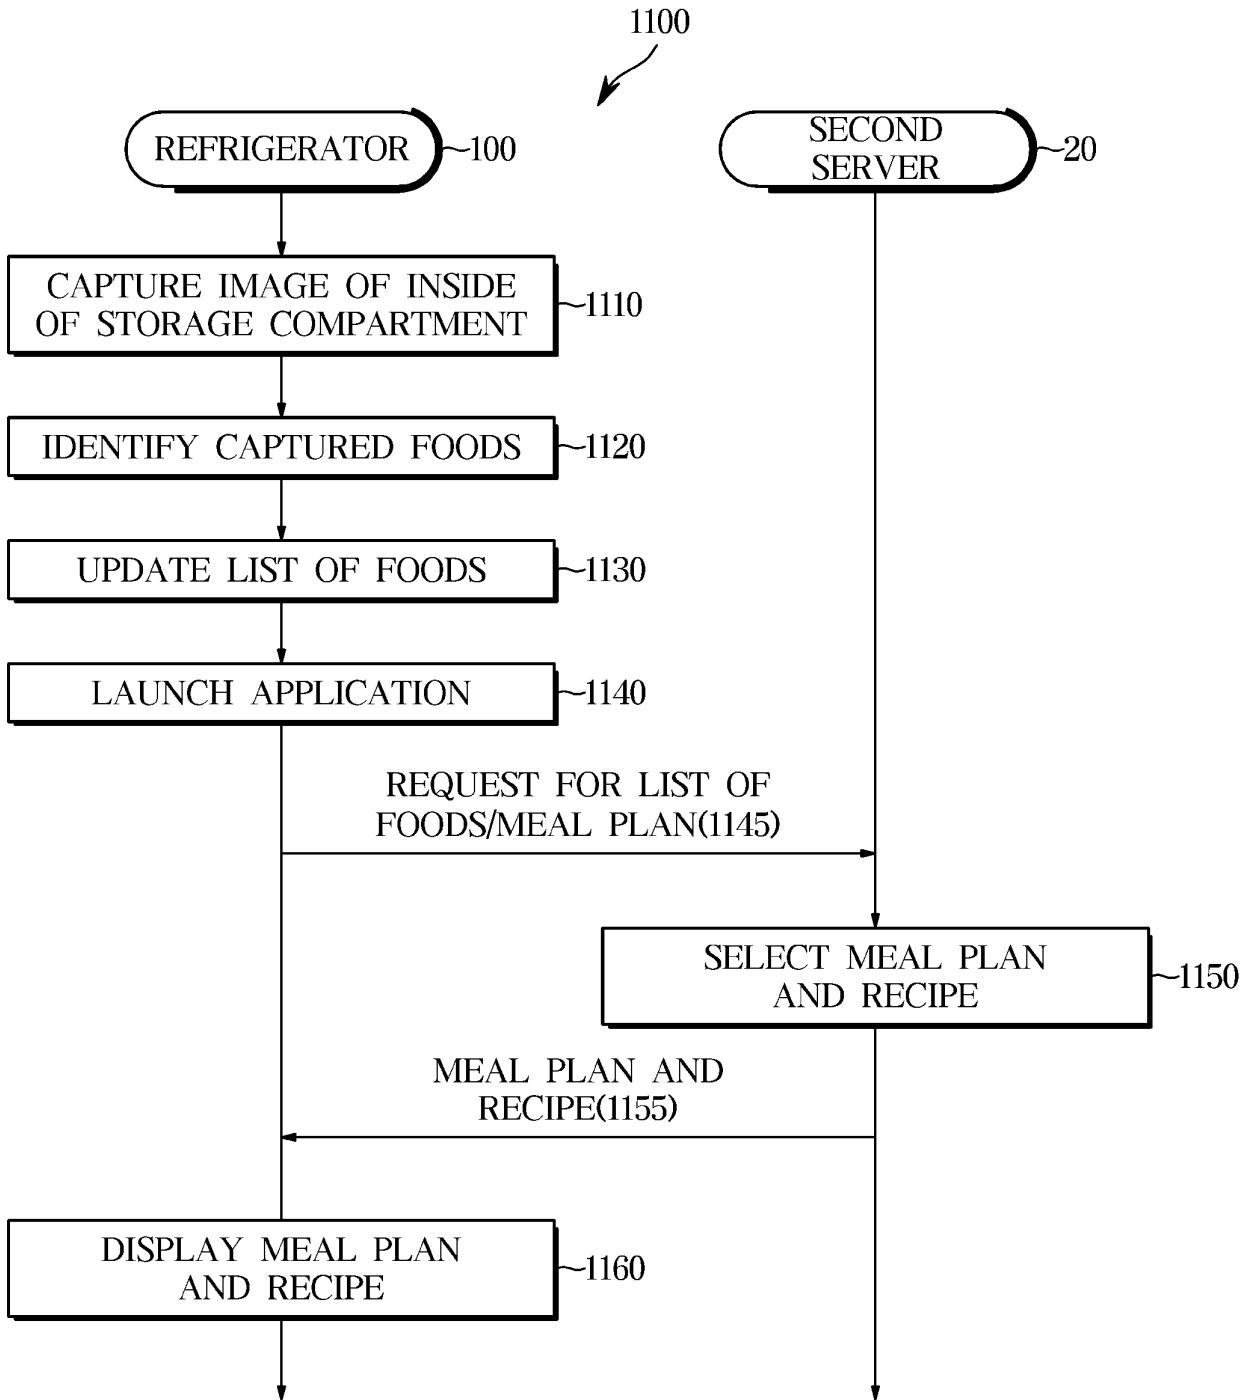 1100
REFRIGERATOR
100
SECOND
SERVER
20
CAPTURE IMAGE OF INSIDE
OF STORAGE COMPARTMENT
1110
IDENTIFY CAPTURED FOODS
1120
UPDATE LIST OF FOODS
1130
LAUNCH APPLICATION
1140
REQUEST FOR LIST OF
FOODS/MEAL PLAN(1145)
SELECT MEAL PLAN
AND RECIPE
1150
MEAL PLAN AND
RECIPE(1155)
DISPLAY MEAL PLAN
AND RECIPE
1160